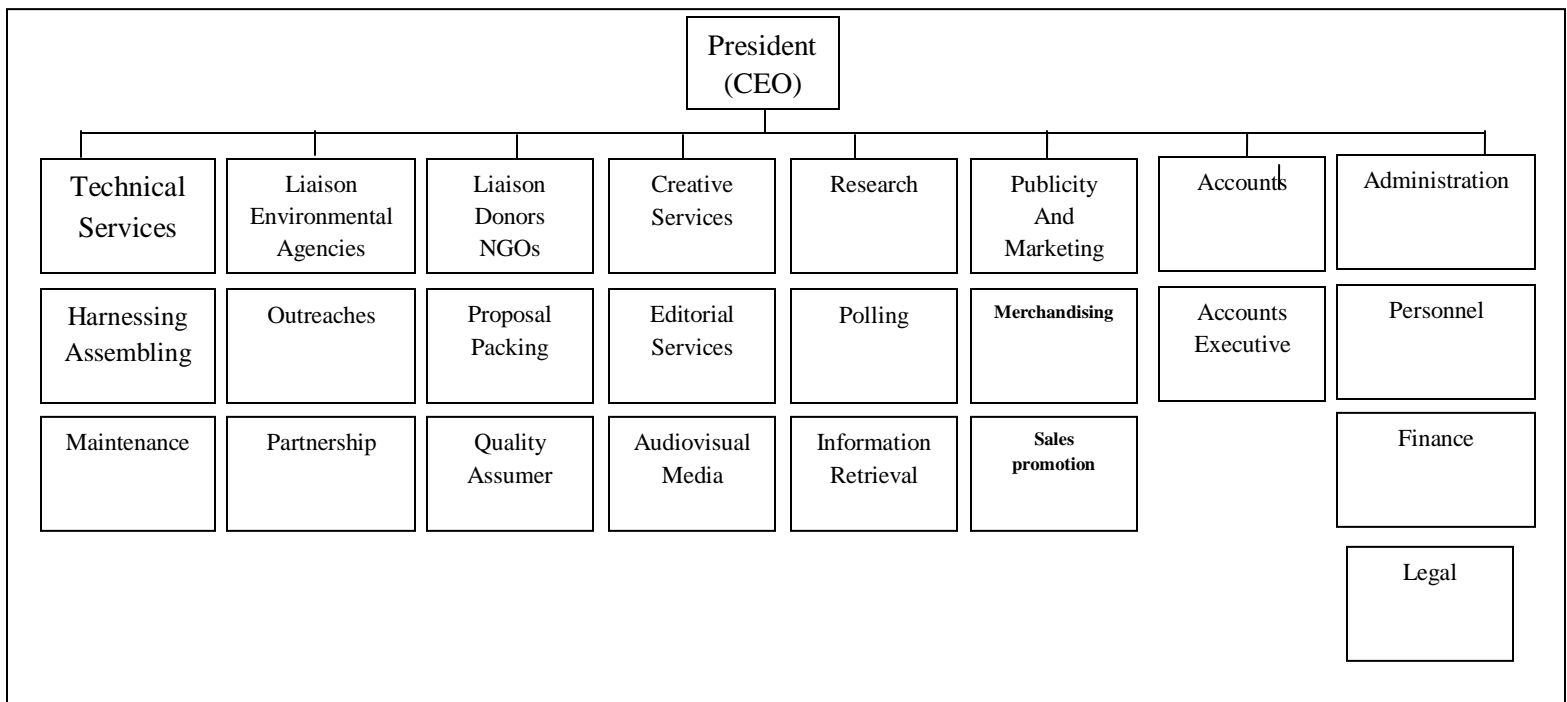 President
(CEO)
Technical
Services
Liaison
Environmental
Agencies
Liaison
Donors
NGOs
Creative
Services
Research
Publicity
And
Marketing
Accounts
Administration
Harnessing
Assembling
Outreaches
Proposal
Packing
Editorial
Services
Polling
Merchandising
Accounts
Executive
Personnel
Maintenance
Partnership
Quality
Assumer
Audiovisual
Media
Information
Retrieval
Sales
promotion
Finance
Legal